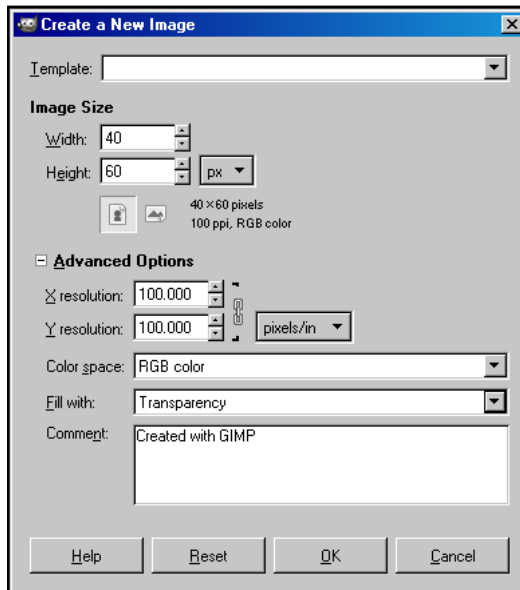 Create a New Image
Template:
Image Size
Width: 40
Height: 60 px
40 × 60 pixels
100 ppi, RGB color
Advanced Options
X resolution: 100.000
Y resolution: 100.000 pixels/in
Color space: RGB color
Fill with: Transparency
Comment: Created with GIMP
Help Reset OK Cancel